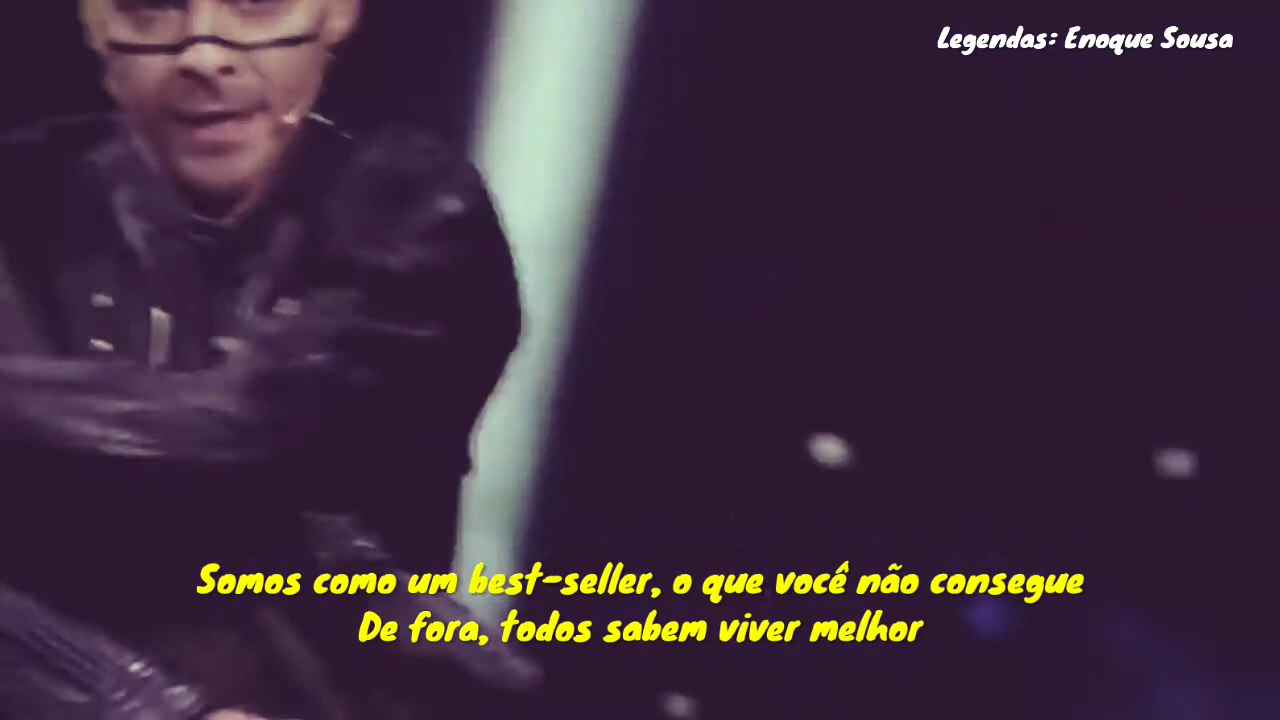 Legendas: Enoque Sousa
Somos como um best-seller, o que você não consegue
De fora, todos sabem viver melhor